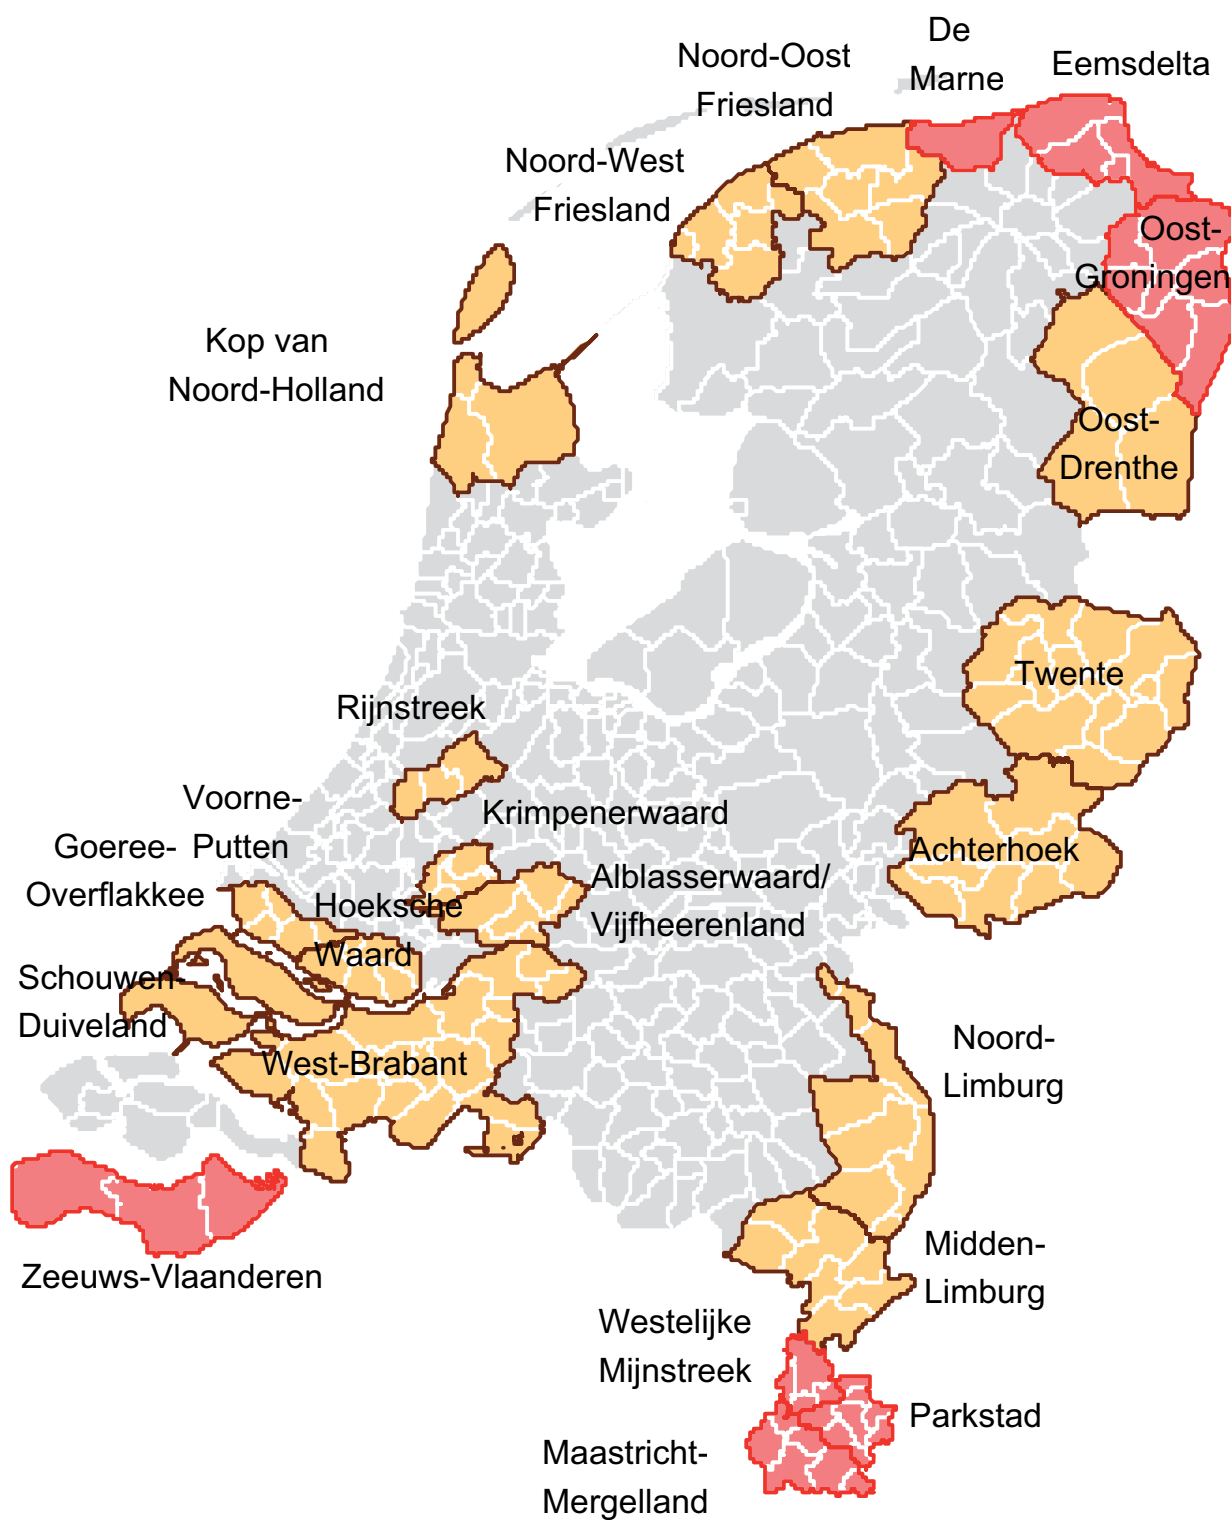 De
Marne
Eemsdelta
Noord-Oost
Friesland
Noord-West
Friesland
Oost-
Groningen
Kop van
Noord-Holland
Oost-
Drenthe
Twente
Rijnstreek
Voorne-
Putten
Krimpenerwaard
Goeree-
Overflakkee
Achterhoek
Alblasserwaard/
Vijfheerenland
Hoeksche
Waard
Schouwen-
Duiveland
West-Brabant
Noord-
Limburg
Zeeuws-Vlaanderen
Midden-
Limburg
Westelijke
Mijnstreek
Parkstad
Maastricht-
Mergelland